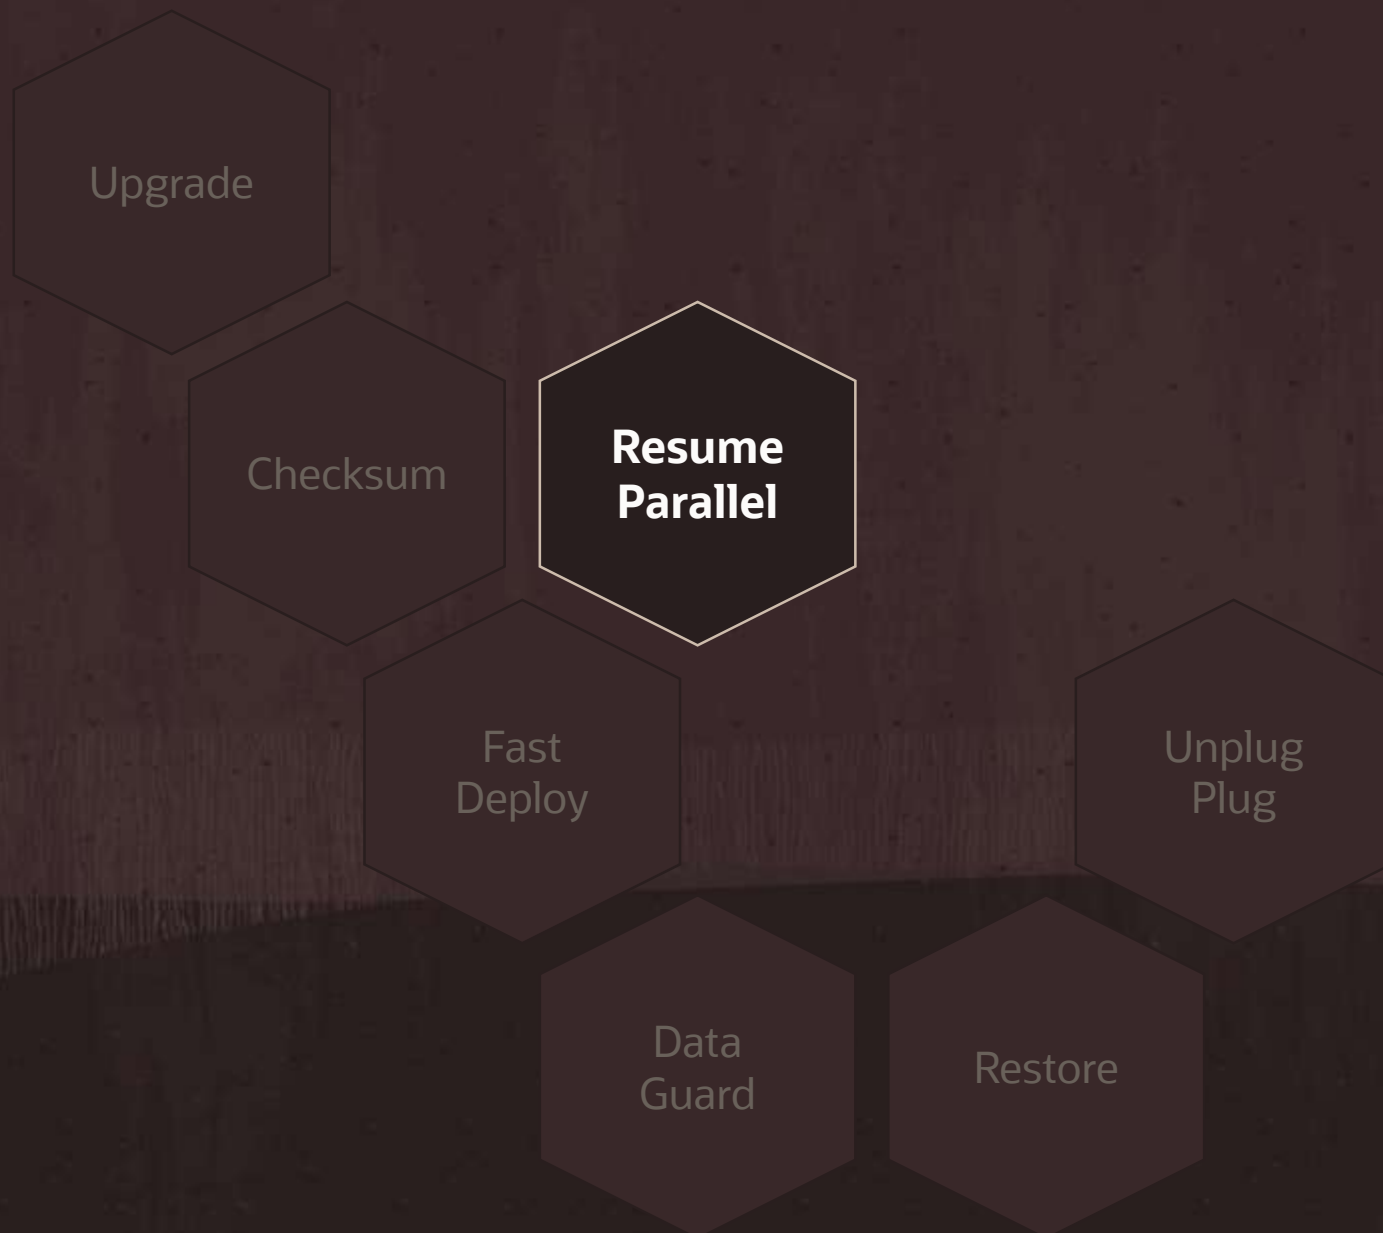 Upgrade
Checksum
Resume
Parallel
Fast
Deploy
Unplug
Plug
Data
Guard
Restore